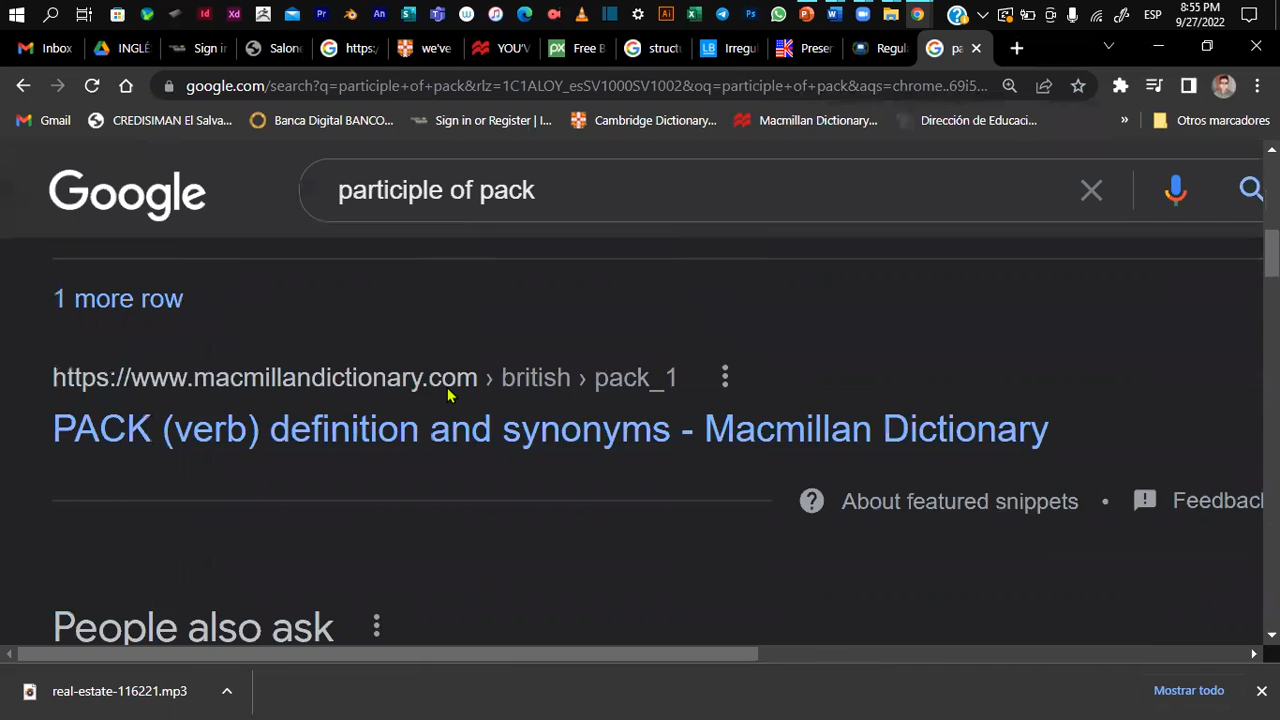 8:55 PM
ESP
9/27/2022
Inbox
INGLÉ
Sign in
Salone
https:/
we've
YOU'V
Free B
struct
Irregu
Preser
Regula
pa
google.com/search?q=participle+of+pack&rlz=1C1ALOY_esSV1000SV1002&oq=participle+of+pack&aqs=chrome..69i5...
Gmail
CREDISIMAN El Salva...
Banca Digital BANCO...
Sign in or Register | I...
Cambridge Dictionary...
Macmillan Dictionary...
Dirección de Educaci...
»
Otros marcadores
Google
participle of pack
1 more row
https://www.macmillandictionary.com › british › pack_1
PACK (verb) definition and synonyms - Macmillan Dictionary
About featured snippets • Feedback
People also ask
real-estate-116221.mp3
Mostrar todo